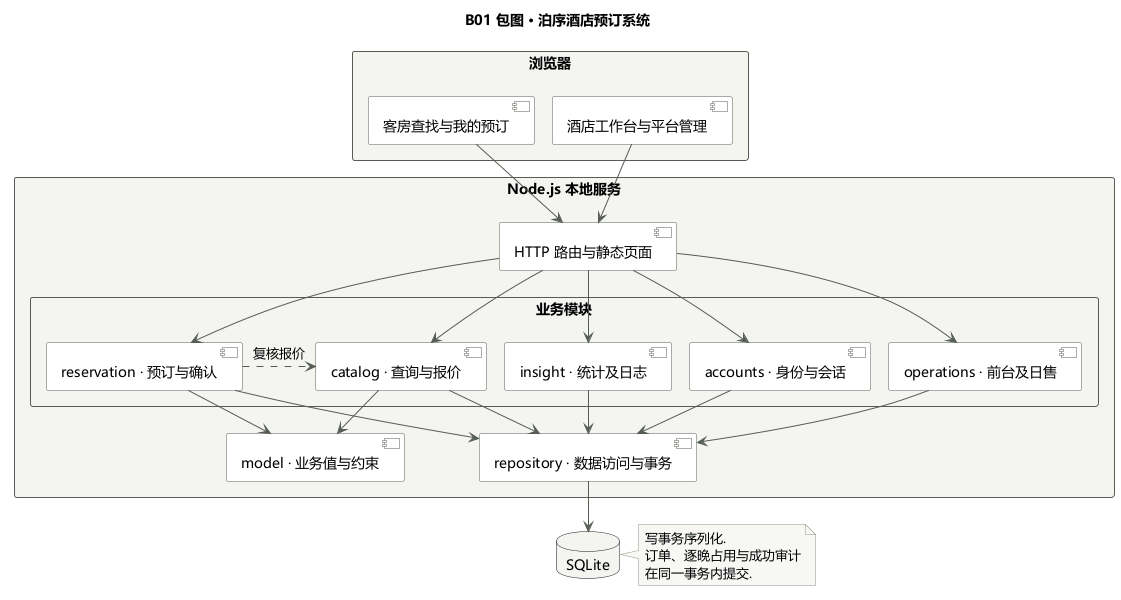 B01 包图 • 泊序酒店预订系统
浏览器
客房查找与我的预订
酒店工作台与平台管理
Node.js 本地服务
HTTP 路由与静态页面
业务模块
reservation · 预订与确认
复核报价
catalog · 查询与报价
insight · 统计及日志
accounts · 身份与会话
operations · 前台及日售
model · 业务值与约束
repository · 数据访问与事务
SQLite
写事务序列化.
订单、逐晚占用与成功审计
在同一事务内提交.